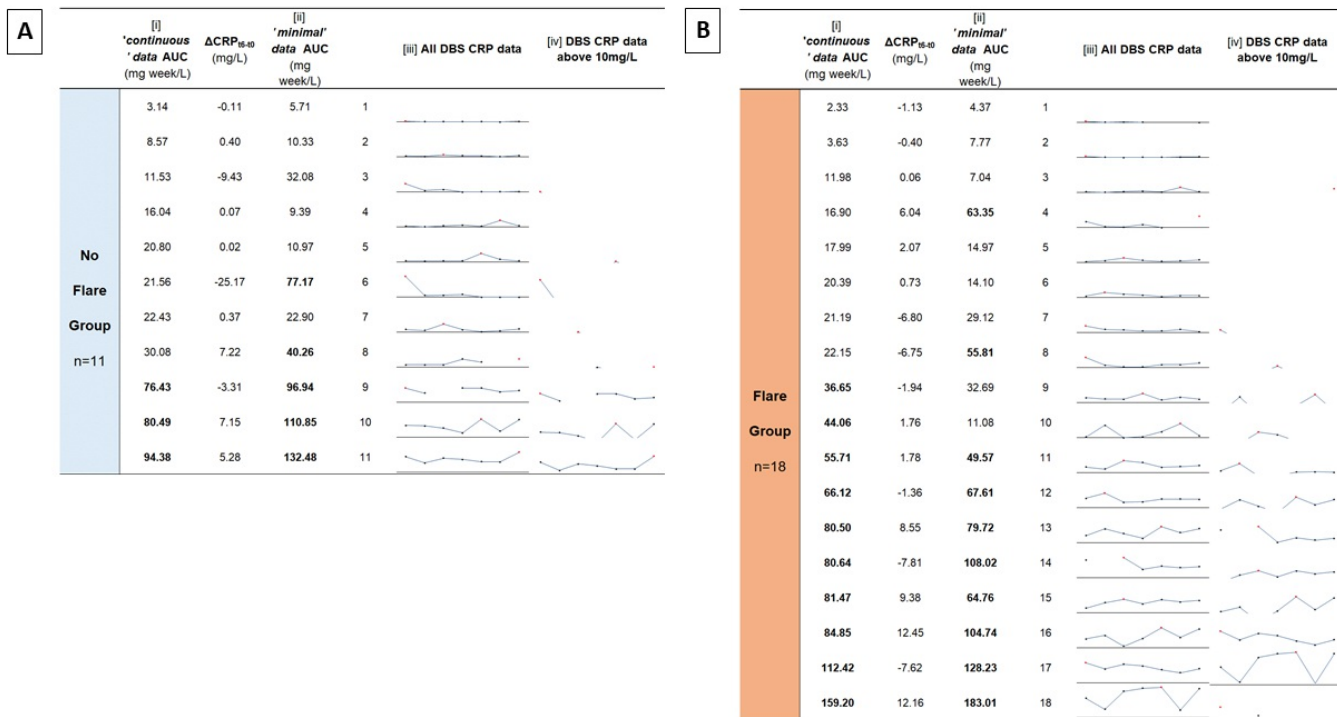 A
[i] 'continuous ' data AUC (mg week/L) ΔCRPt6-t0 (mg/L) [ii] 'minimal' data AUC (mg week/L) [iii] All DBS CRP data [iv] DBS CRP data above 10mg/L
No Flare Group n=11
3.14 -0.11 5.71 1
8.57 0.40 10.33 2
11.53 -9.43 32.08 3
16.04 0.07 9.39 4
20.80 0.02 10.97 5
21.56 -25.17 77.17 6
22.43 0.37 22.90 7
30.08 7.22 40.26 8
76.43 -3.31 96.94 9
80.49 7.15 110.85 10
94.38 5.28 132.48 11
B
[i] 'continuous ' data AUC (mg week/L) ΔCRPt6-t0 (mg/L) [ii] 'minimal' data AUC (mg week/L) [iii] All DBS CRP data [iv] DBS CRP data above 10mg/L
Flare Group n=18
2.33 -1.13 4.37 1
3.63 -0.40 7.77 2
11.98 0.06 7.04 3
16.90 6.04 63.35 4
17.99 2.07 14.97 5
20.39 0.73 14.10 6
21.19 -6.80 29.12 7
22.15 -6.75 55.81 8
36.65 -1.94 32.69 9
44.06 1.76 11.08 10
55.71 1.78 49.57 11
66.12 -1.36 67.61 12
80.50 8.55 79.72 13
80.64 -7.81 108.02 14
81.47 9.38 64.76 15
84.85 12.45 104.74 16
112.42 -7.62 128.23 17
159.20 12.16 183.01 18